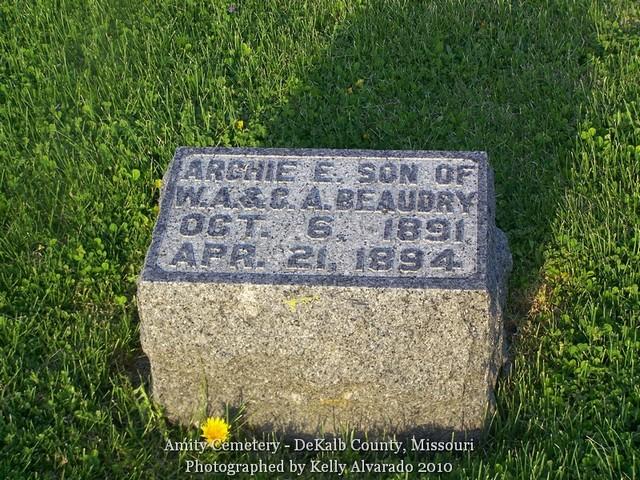 ARCHIE E. SON OF
W.A. & C. A. BEAUDRY
OCT. 6, 1891
APR. 21, 1894
Amity Cemetery - DeKalb County, Missouri
Photographed by Kelly Alvarado 2010